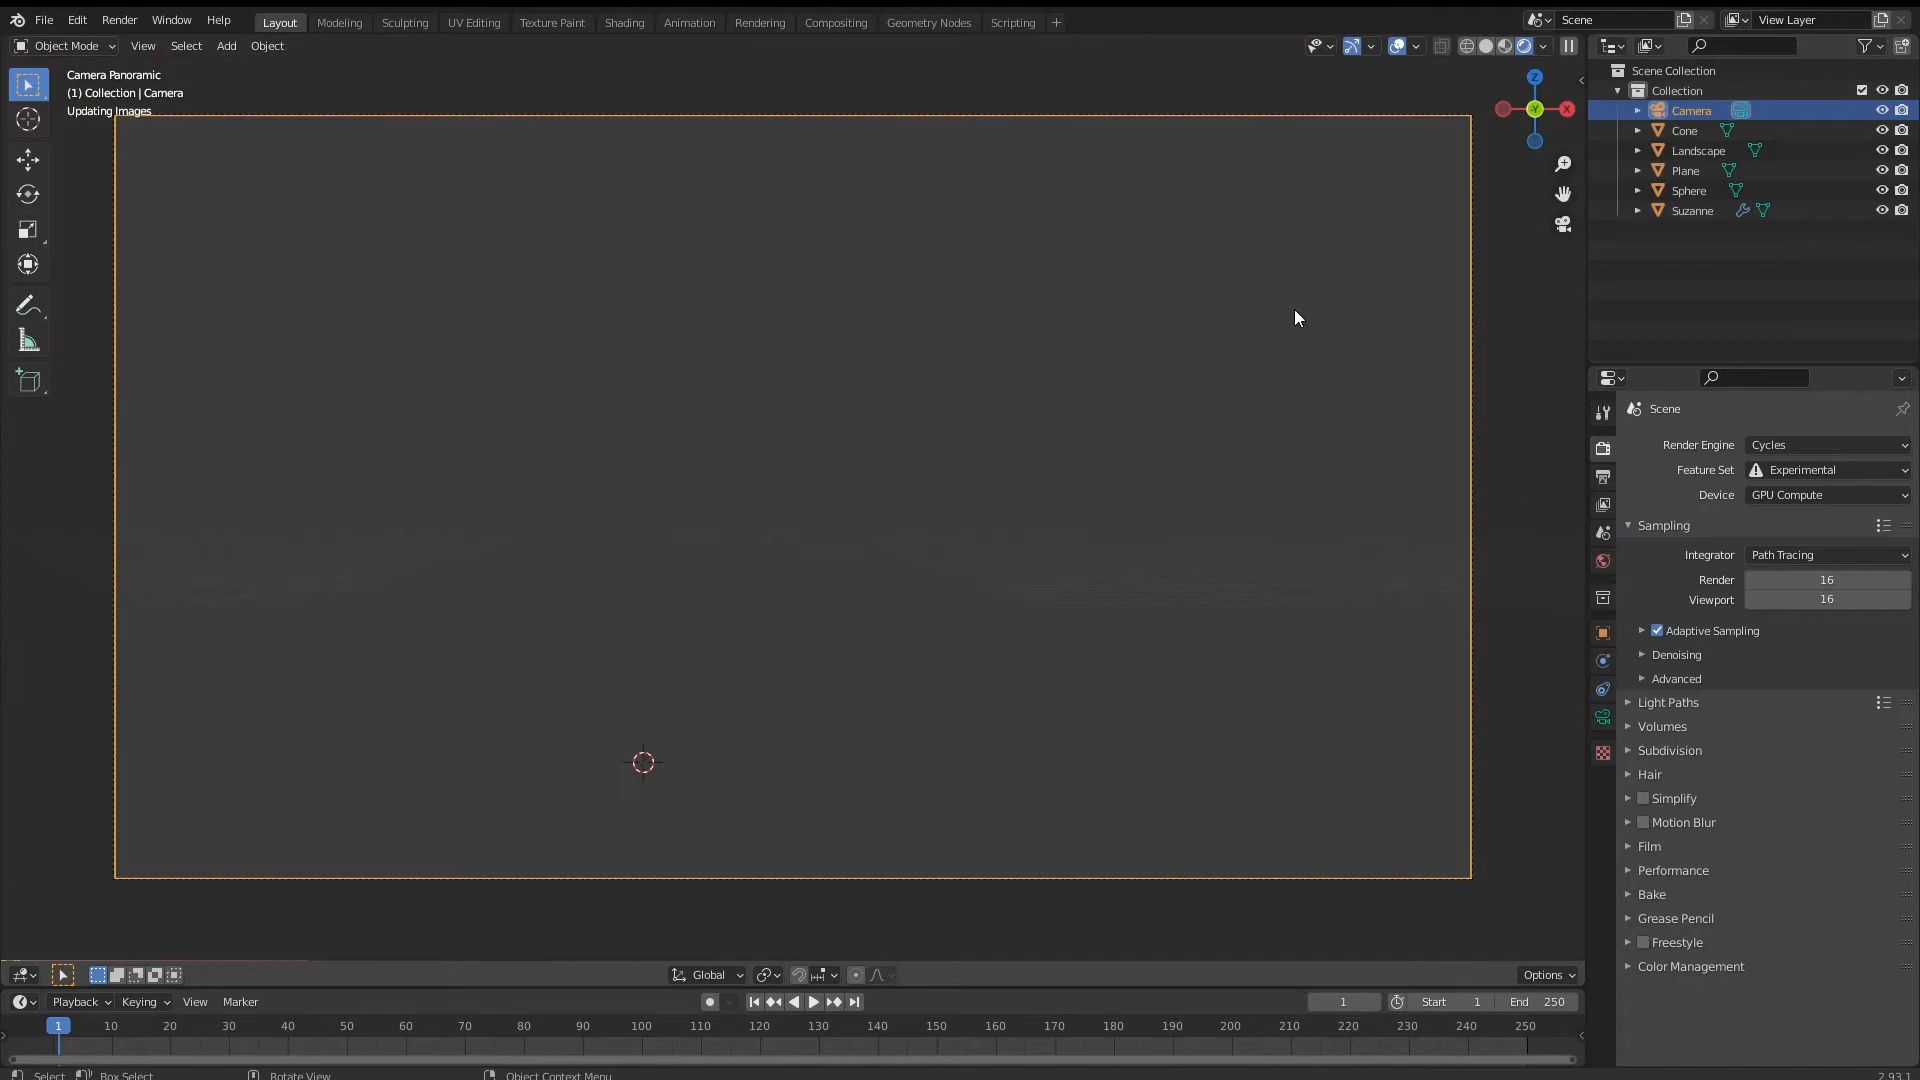 File Edit Render Window Help Layout Modeling Sculpting UV Editing Texture Paint Shading Animation Rendering Compositing Geometry Nodes Scripting + Scene View Layer
Object Mode View Select Add Object
Camera Panoramic
(1) Collection | Camera
Updating Images
Z
Y
X
Scene Collection
Collection
Camera
Cone
Landscape
Plane
Sphere
Suzanne
Scene
Render Engine Cycles
Feature Set Experimental
Device GPU Compute
Sampling
Integrator Path Tracing
Render 16
Viewport 16
Adaptive Sampling
Denoising
Advanced
Light Paths
Volumes
Subdivision
Hair
Simplify
Motion Blur
Film
Performance
Bake
Grease Pencil
Freestyle
Color Management
Global Options
Playback Keying View Marker 1 Start 1 End 250
1 10 20 30 40 50 60 70 80 90 100 110 120 130 140 150 160 170 180 190 200 210 220 230 240 250
Select Box Select Rotate View Object Context Menu 2.93.1